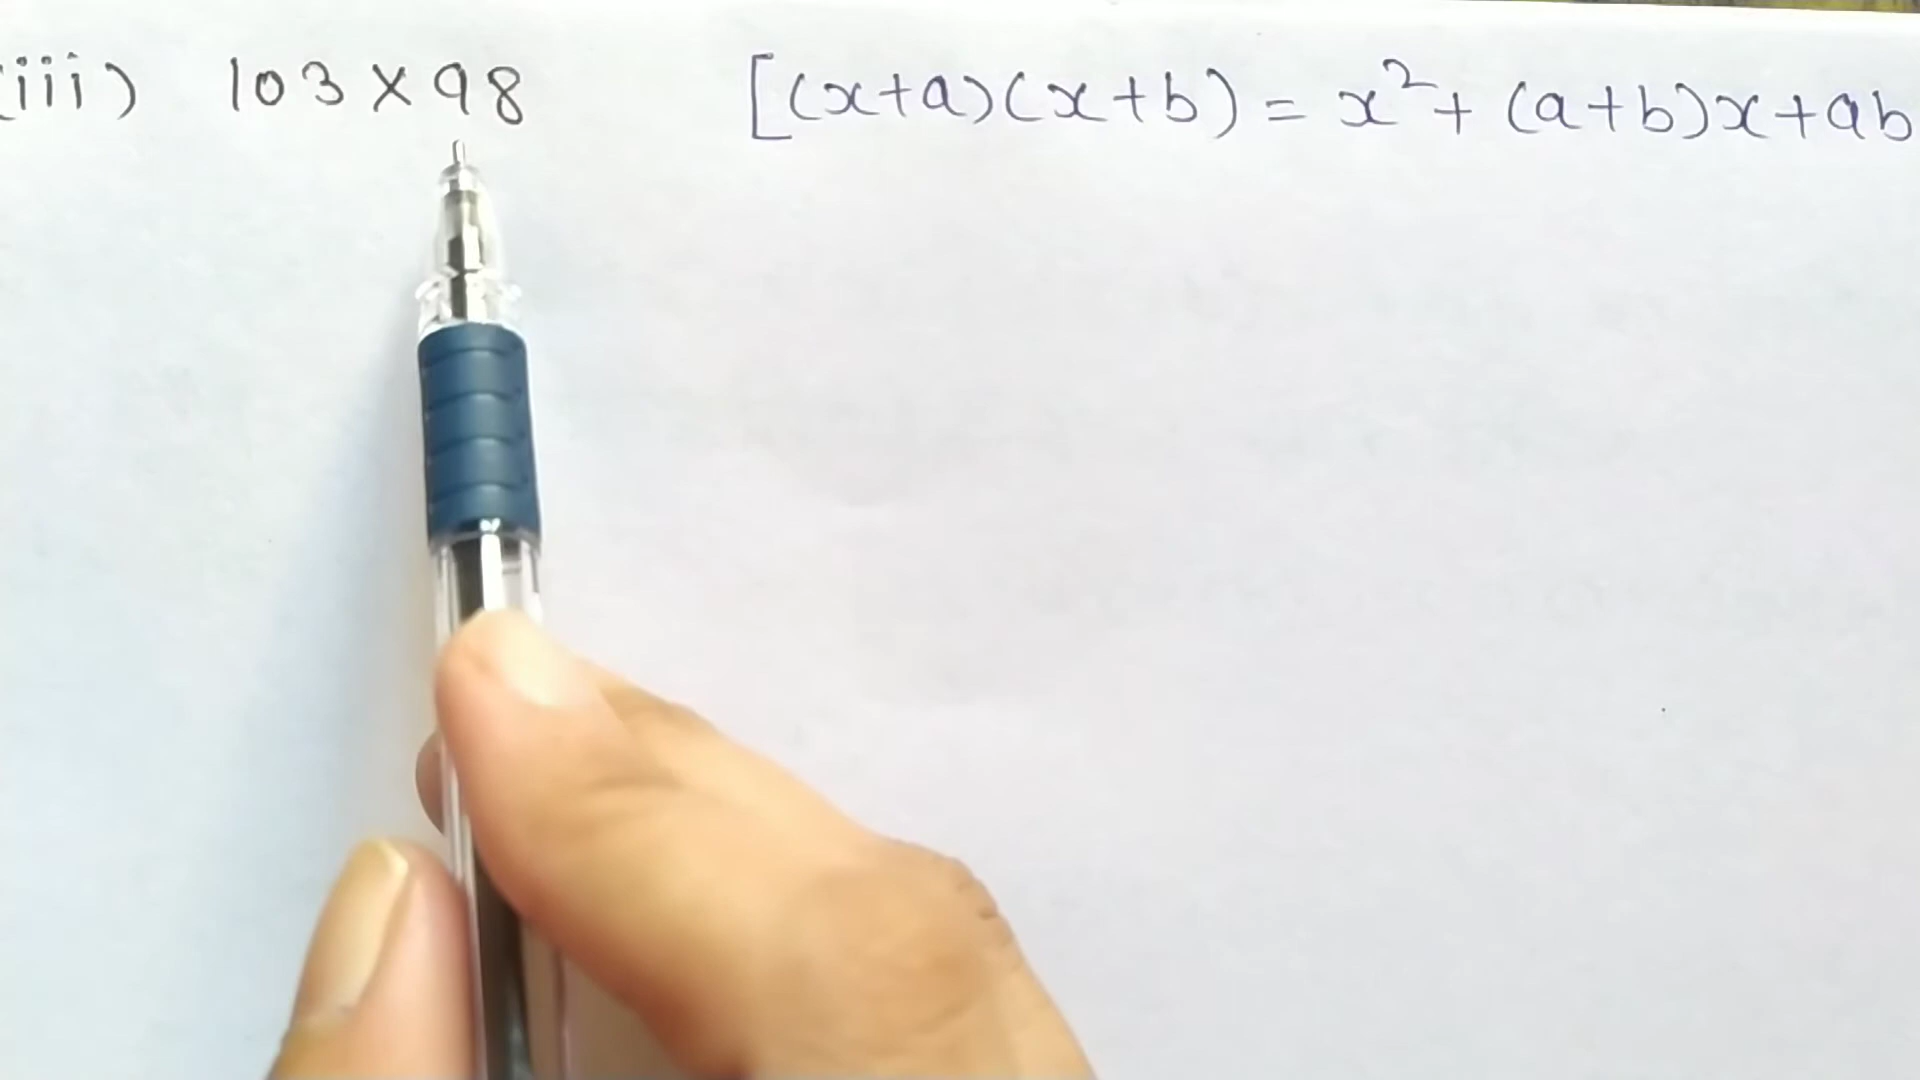 (iii) 103 × 98 [(x+a)(x+b) = x² + (a+b)x + ab